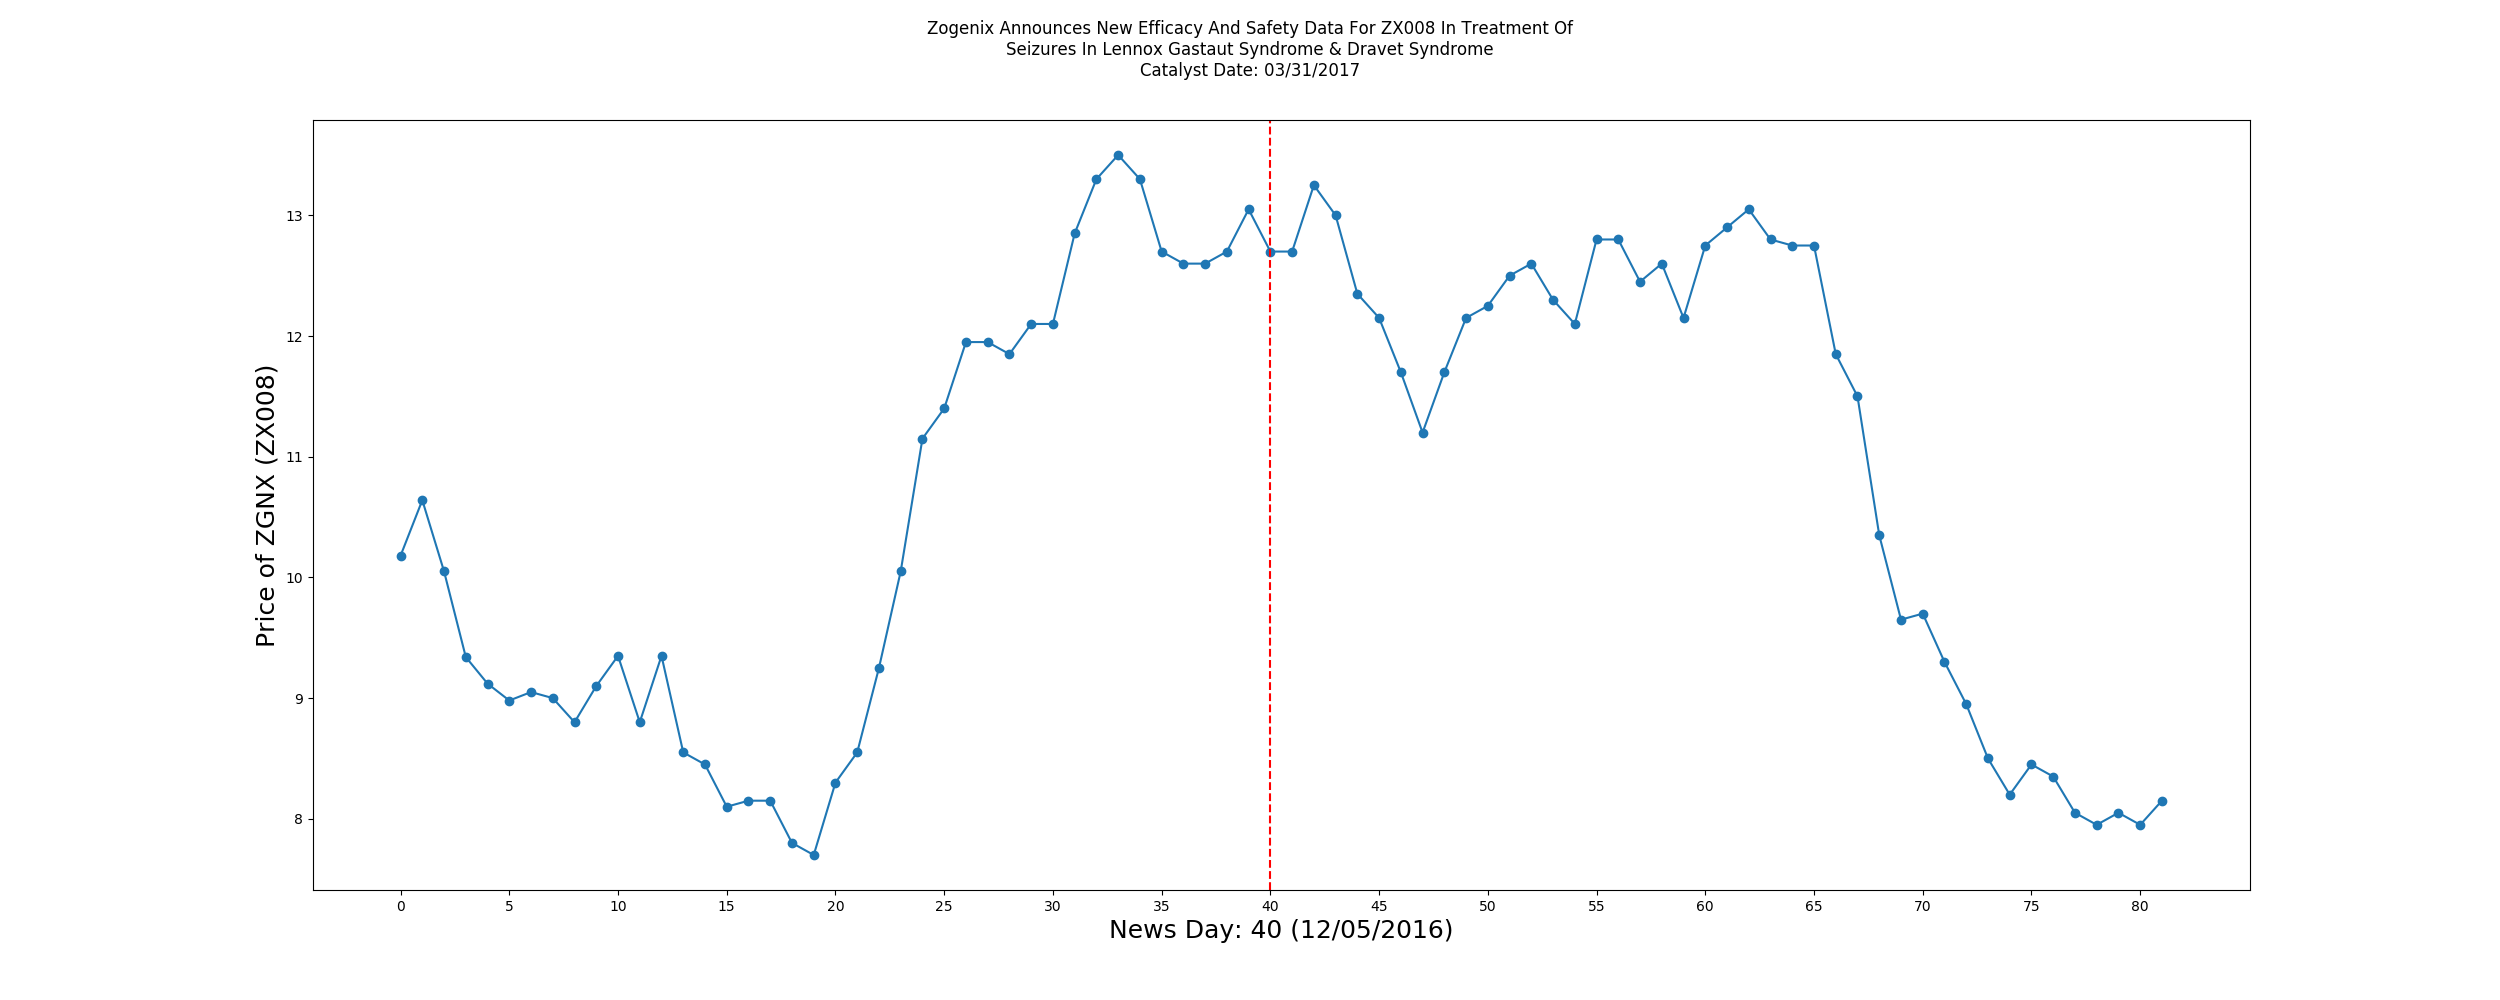 Zogenix Announces New Efficacy And Safety Data For ZX008 In Treatment Of
Seizures In Lennox Gastaut Syndrome & Dravet Syndrome
Catalyst Date: 03/31/2017
Price of ZGNX (ZX008)
13
12
11
10
9
8
0 5 10 15 20 25 30 35 40 45 50 55 60 65 70 75 80
News Day: 40 (12/05/2016)